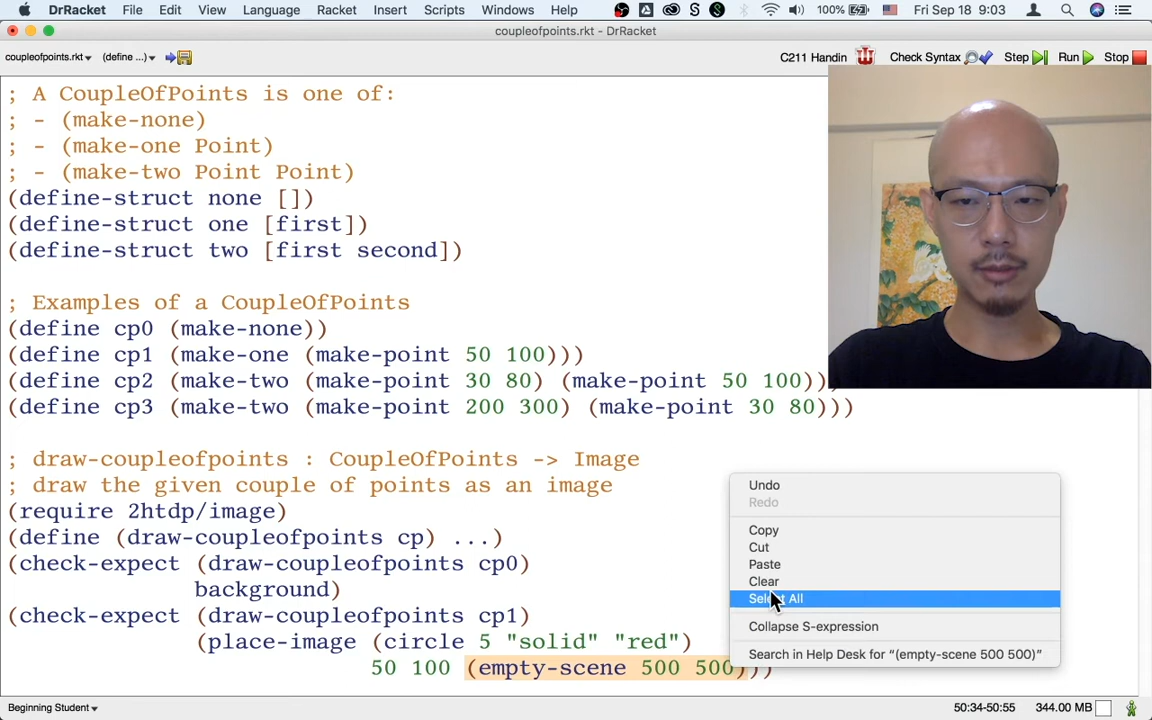 DrRacket File Edit View Language Racket Insert Scripts Windows Help 100% Fri Sep 18 9:03
coupleofpoints.rkt - DrRacket
coupleofpoints.rkt (define ...) C211 Handin Check Syntax Step Run Stop
; A CoupleOfPoints is one of:
; - (make-none)
; - (make-one Point)
; - (make-two Point Point)
(define-struct none [])
(define-struct one [first])
(define-struct two [first second])
; Examples of a CoupleOfPoints
(define cp0 (make-none))
(define cp1 (make-one (make-point 50 100)))
(define cp2 (make-two (make-point 30 80) (make-point 50 100)))
(define cp3 (make-two (make-point 200 300) (make-point 30 80)))
; draw-coupleofpoints : CoupleOfPoints -> Image
; draw the given couple of points as an image
(require 2htdp/image)
(define (draw-coupleofpoints cp) ...)
(check-expect (draw-coupleofpoints cp0)
background)
(check-expect (draw-coupleofpoints cp1)
(place-image (circle 5 "solid" "red")
50 100 (empty-scene 500 500)))
Undo
Redo
Copy
Cut
Paste
Clear
Select All
Collapse S-expression
Search in Help Desk for “(empty-scene 500 500)”
Beginning Student 50:34-50:55 344.00 MB